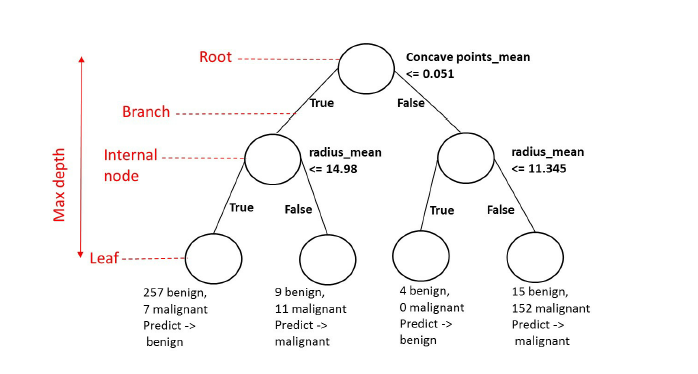 Root
Concave points_mean
<= 0.051
Branch
True
False
Max depth
Internal
node
radius_mean
<= 14.98
radius_mean
<= 11.345
True
False
True
False
Leaf
257 benign,
7 malignant
Predict ->
benign
9 benign,
11 malignant
Predict ->
malignant
4 benign,
0 malignant
Predict ->
benign
15 benign,
152 malignant
Predict ->
malignant